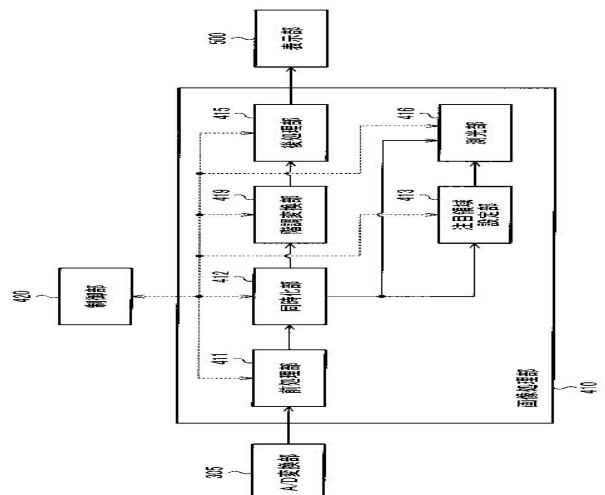 420
制御部
305
A/D変換部
411
前処理部
412
同時化部
419
階調変換部
415
後処理部
500
表示部
413
注目領域
設定部
416
測光部
画像処理部
410